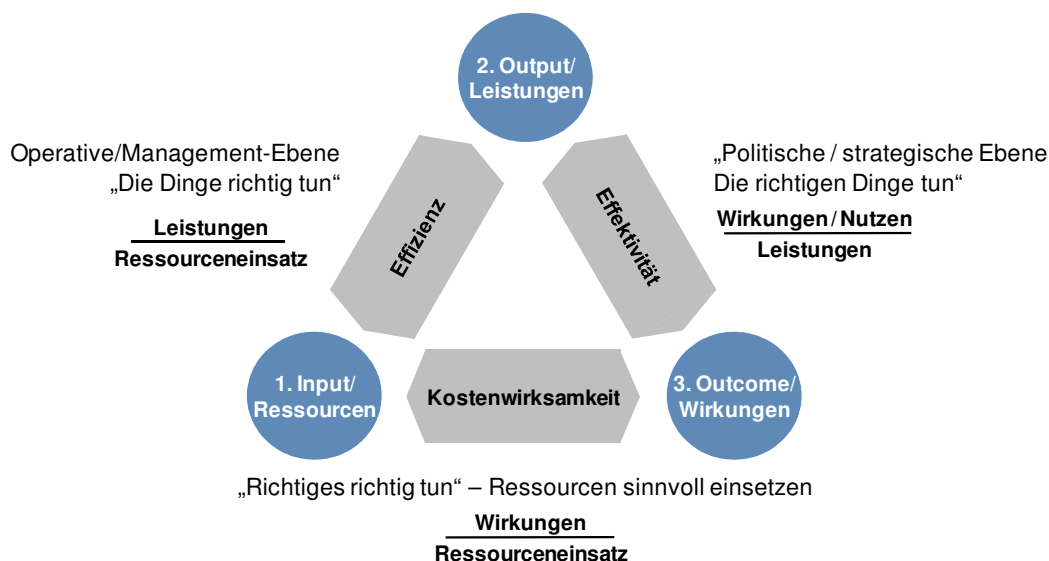 2. Output/
Leistungen
Operative/Management-Ebene
„Die Dinge richtig tun“
Leistungen
Ressourceneinsatz
„Politische / strategische Ebene
Die richtigen Dinge tun“
Wirkungen / Nutzen
Leistungen
Effizienz
Effektivität
1. Input/
Ressourcen
Kostenwirksamkeit
3. Outcome/
Wirkungen
„Richtiges richtig tun“ – Ressourcen sinnvoll einsetzen
Wirkungen
Ressourceneinsatz